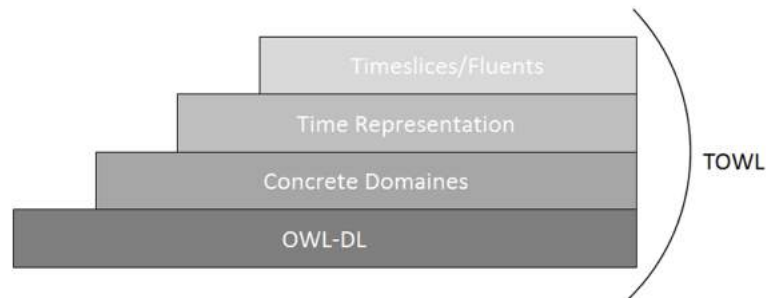 Timeslices/Fluents
Time Representation
Concrete Domaines
OWL-DL
TOWL